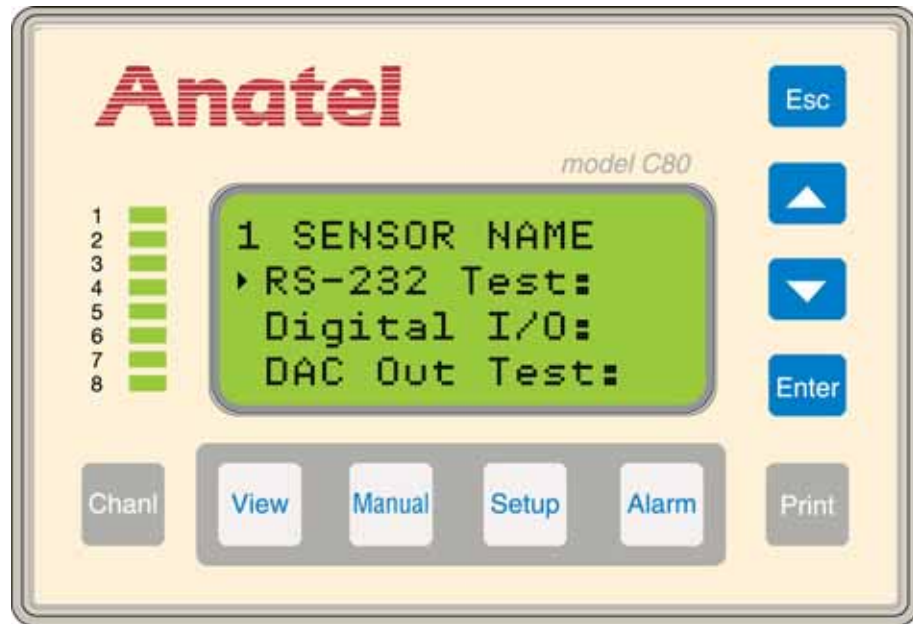 Anatel
Esc
model C80
1
2
3
4
5
6
7
8
1 SENSOR NAME
RS-232 Test:
Digital I/O:
DAC Out Test:
Enter
Chanl
View
Manual
Setup
Alarm
Print